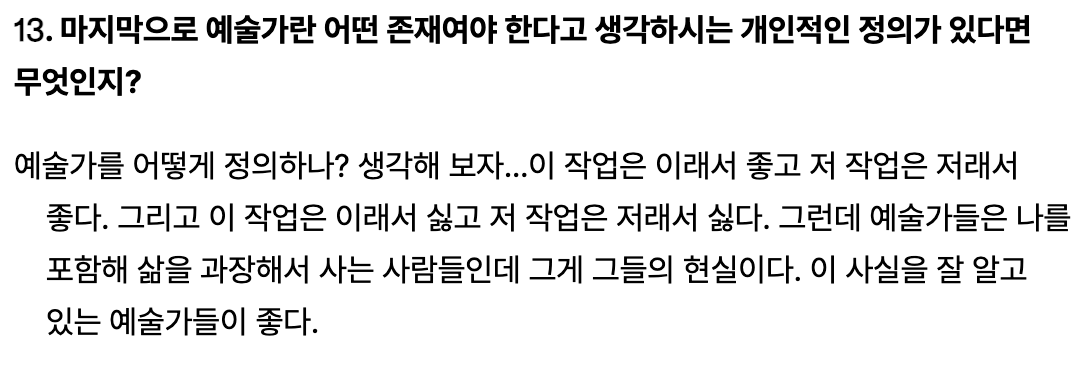 13. 마지막으로 예술가란 어떤 존재여야 한다고 생각하시는 개인적인 정의가 있다면
무엇인지?
예술가를 어떻게 정의하나? 생각해 보자...이 작업은 이래서 좋고 저 작업은 저래서
좋다. 그리고 이 작업은 이래서 싫고 저 작업은 저래서 싫다. 그런데 예술가들은 나를
포함해 삶을 과장해서 사는 사람들인데 그게 그들의 현실이다. 이 사실을 잘 알고
있는 예술가들이 좋다.